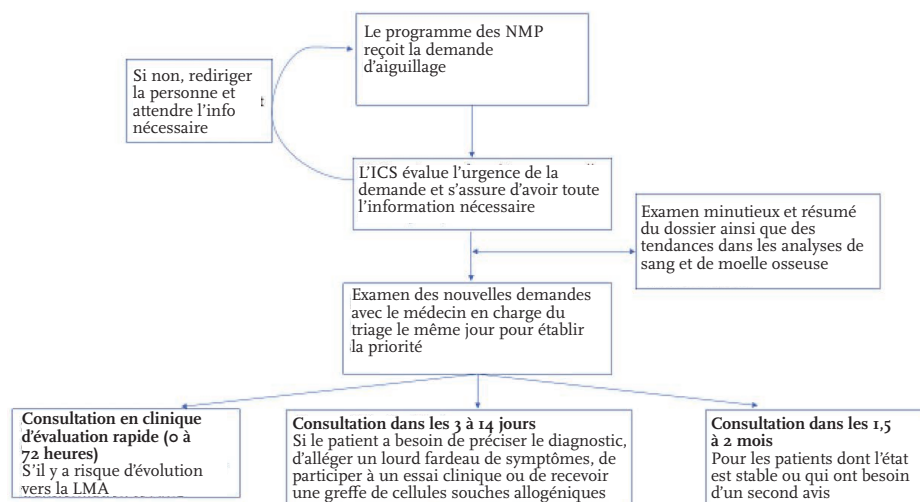 Le programme des NMP
reçoit la demande
d'aiguillage
Si non, rediriger
la personne et
attendre l'info
nécessaire
L'ICS évalue l'urgence de la
demande et s'assure d'avoir toute
l'information nécessaire
Examen minutieux et résumé
du dossier ainsi que des
tendances dans les analyses de
sang et de moelle osseuse
Examen des nouvelles demandes
avec le médecin en charge du
triage le même jour pour établir
la priorité
Consultation en clinique
d'évaluation rapide (0 à
72 heures)
S'il y a risque d'évolution
vers la LMA
Consultation dans les 3 à 14 jours
Si le patient a besoin de préciser le diagnostic,
d'alléger un lourd fardeau de symptômes, de
participer à un essai clinique ou de recevoir
une greffe de cellules souches allogéniques
Consultation dans les 1,5
à 2 mois
Pour les patients dont l'état
est stable ou qui ont besoin
d'un second avis